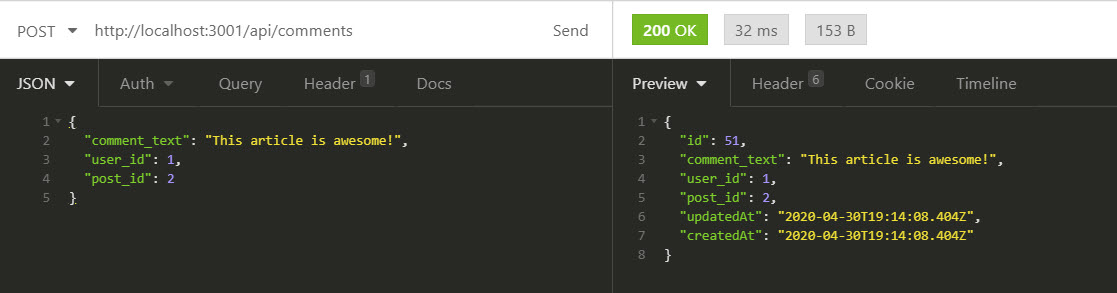 POST http://localhost:3001/api/comments Send
JSON Auth Query Header 1 Docs
1 {
2 "comment_text": "This article is awesome!",
3 "user_id": 1,
4 "post_id": 2
5 }
200 OK 32 ms 153 B
Preview Header 6 Cookie Timeline
1 {
2 "id": 51,
3 "comment_text": "This article is awesome!",
4 "user_id": 1,
5 "post_id": 2,
6 "updatedAt": "2020-04-30T19:14:08.404Z",
7 "createdAt": "2020-04-30T19:14:08.404Z"
8 }